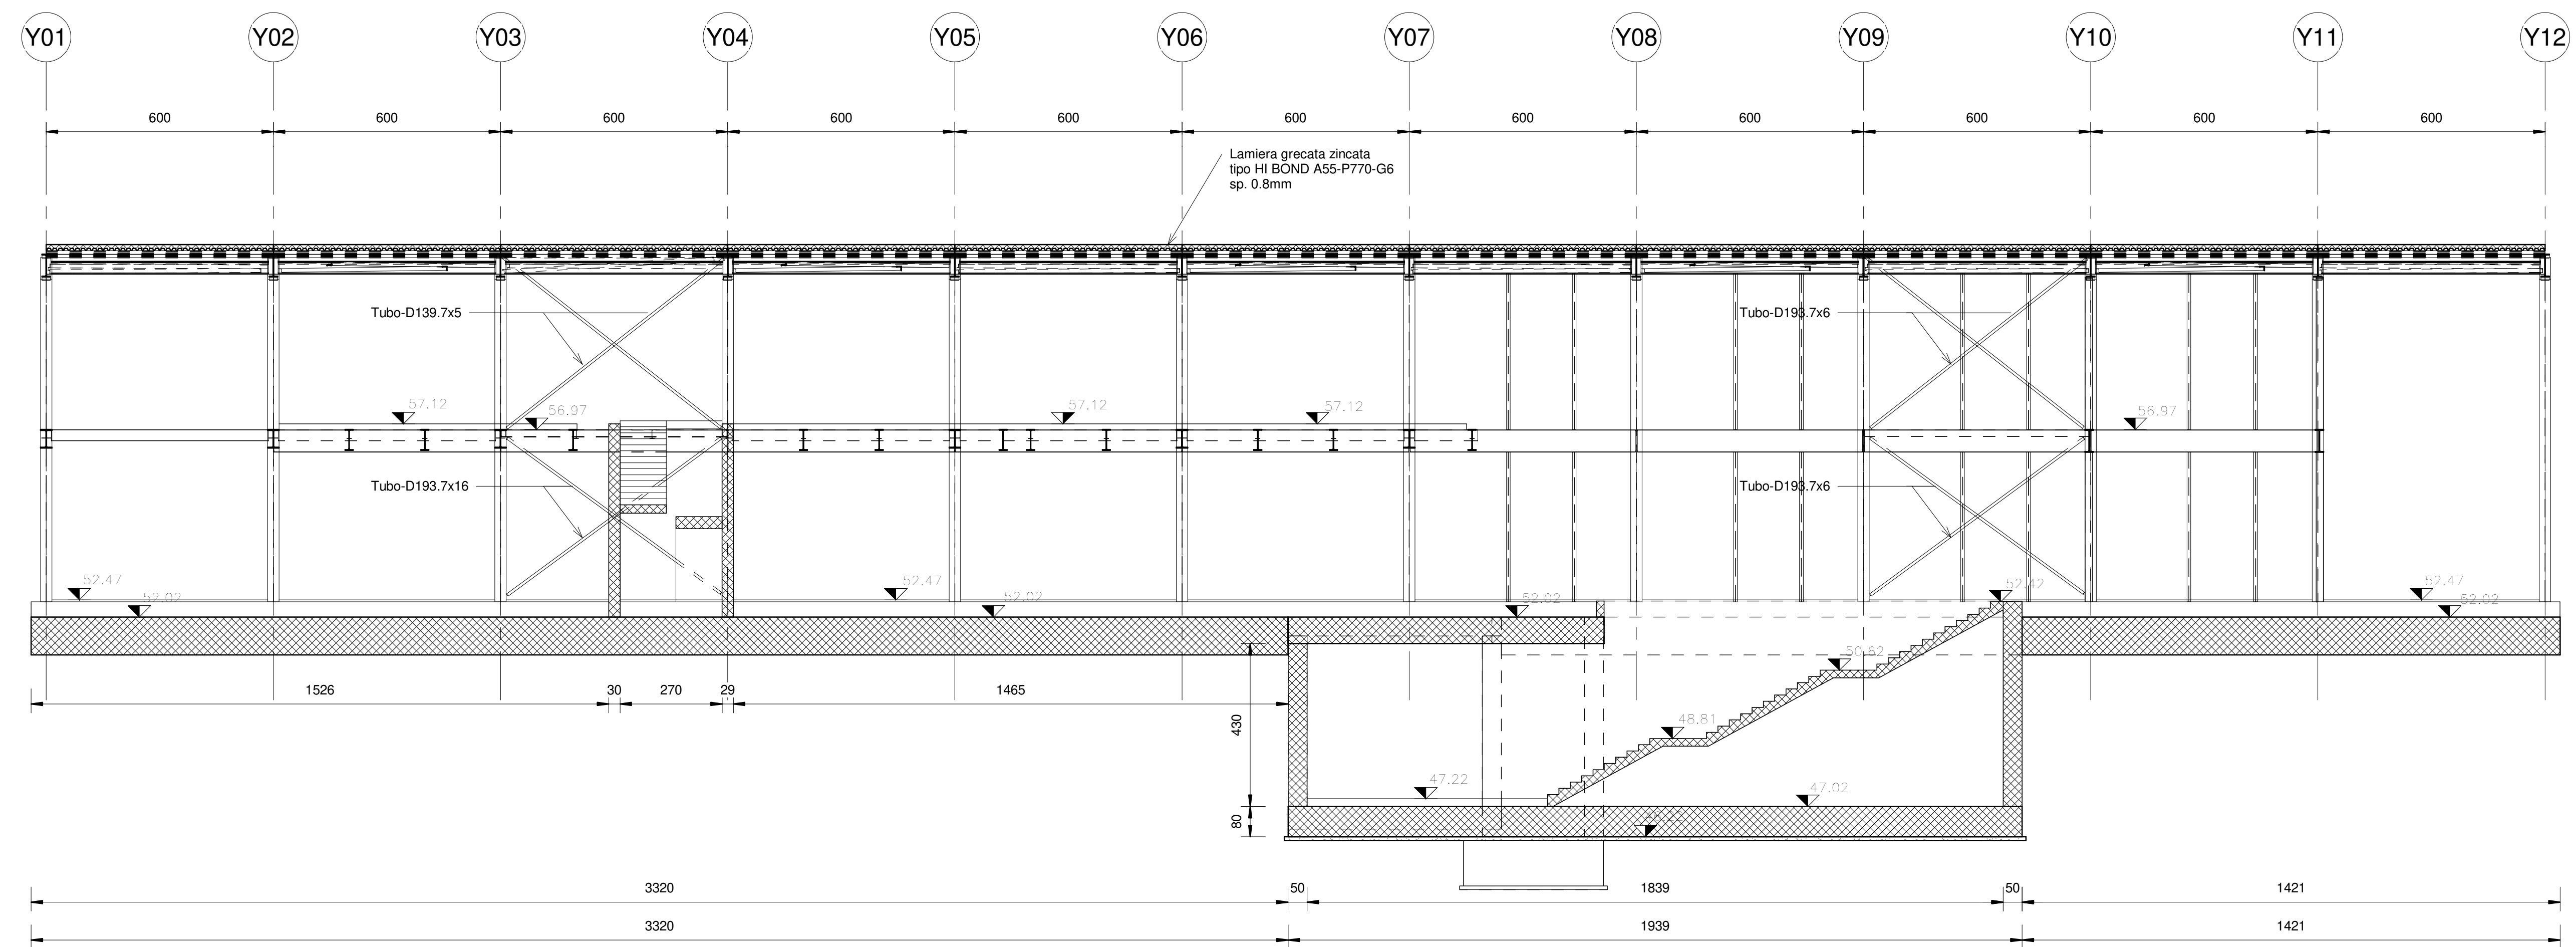 Y01 Y02 Y03 Y04 Y05 Y06 Y07 Y08 Y09 Y10 Y11 Y12
600 600 600 600 600 600 600 600 600 600 600
Lamiera grecata zincata
tipo HI BOND A55-P770-G6
sp. 0.8mm
Tubo-D139.7x5 Tubo-D193.7x6
57.12 56.97 57.12 57.12 56.97
Tubo-D193.7x16 Tubo-D193.7x6
52.47 52.47 52.42 52.47
52.02 52.02 52.02 52.02
50.62
1526 30 270 29 1465
48.81
430
47.22 47.02
80
3320 50 1839 50 1421
3320 1939 1421